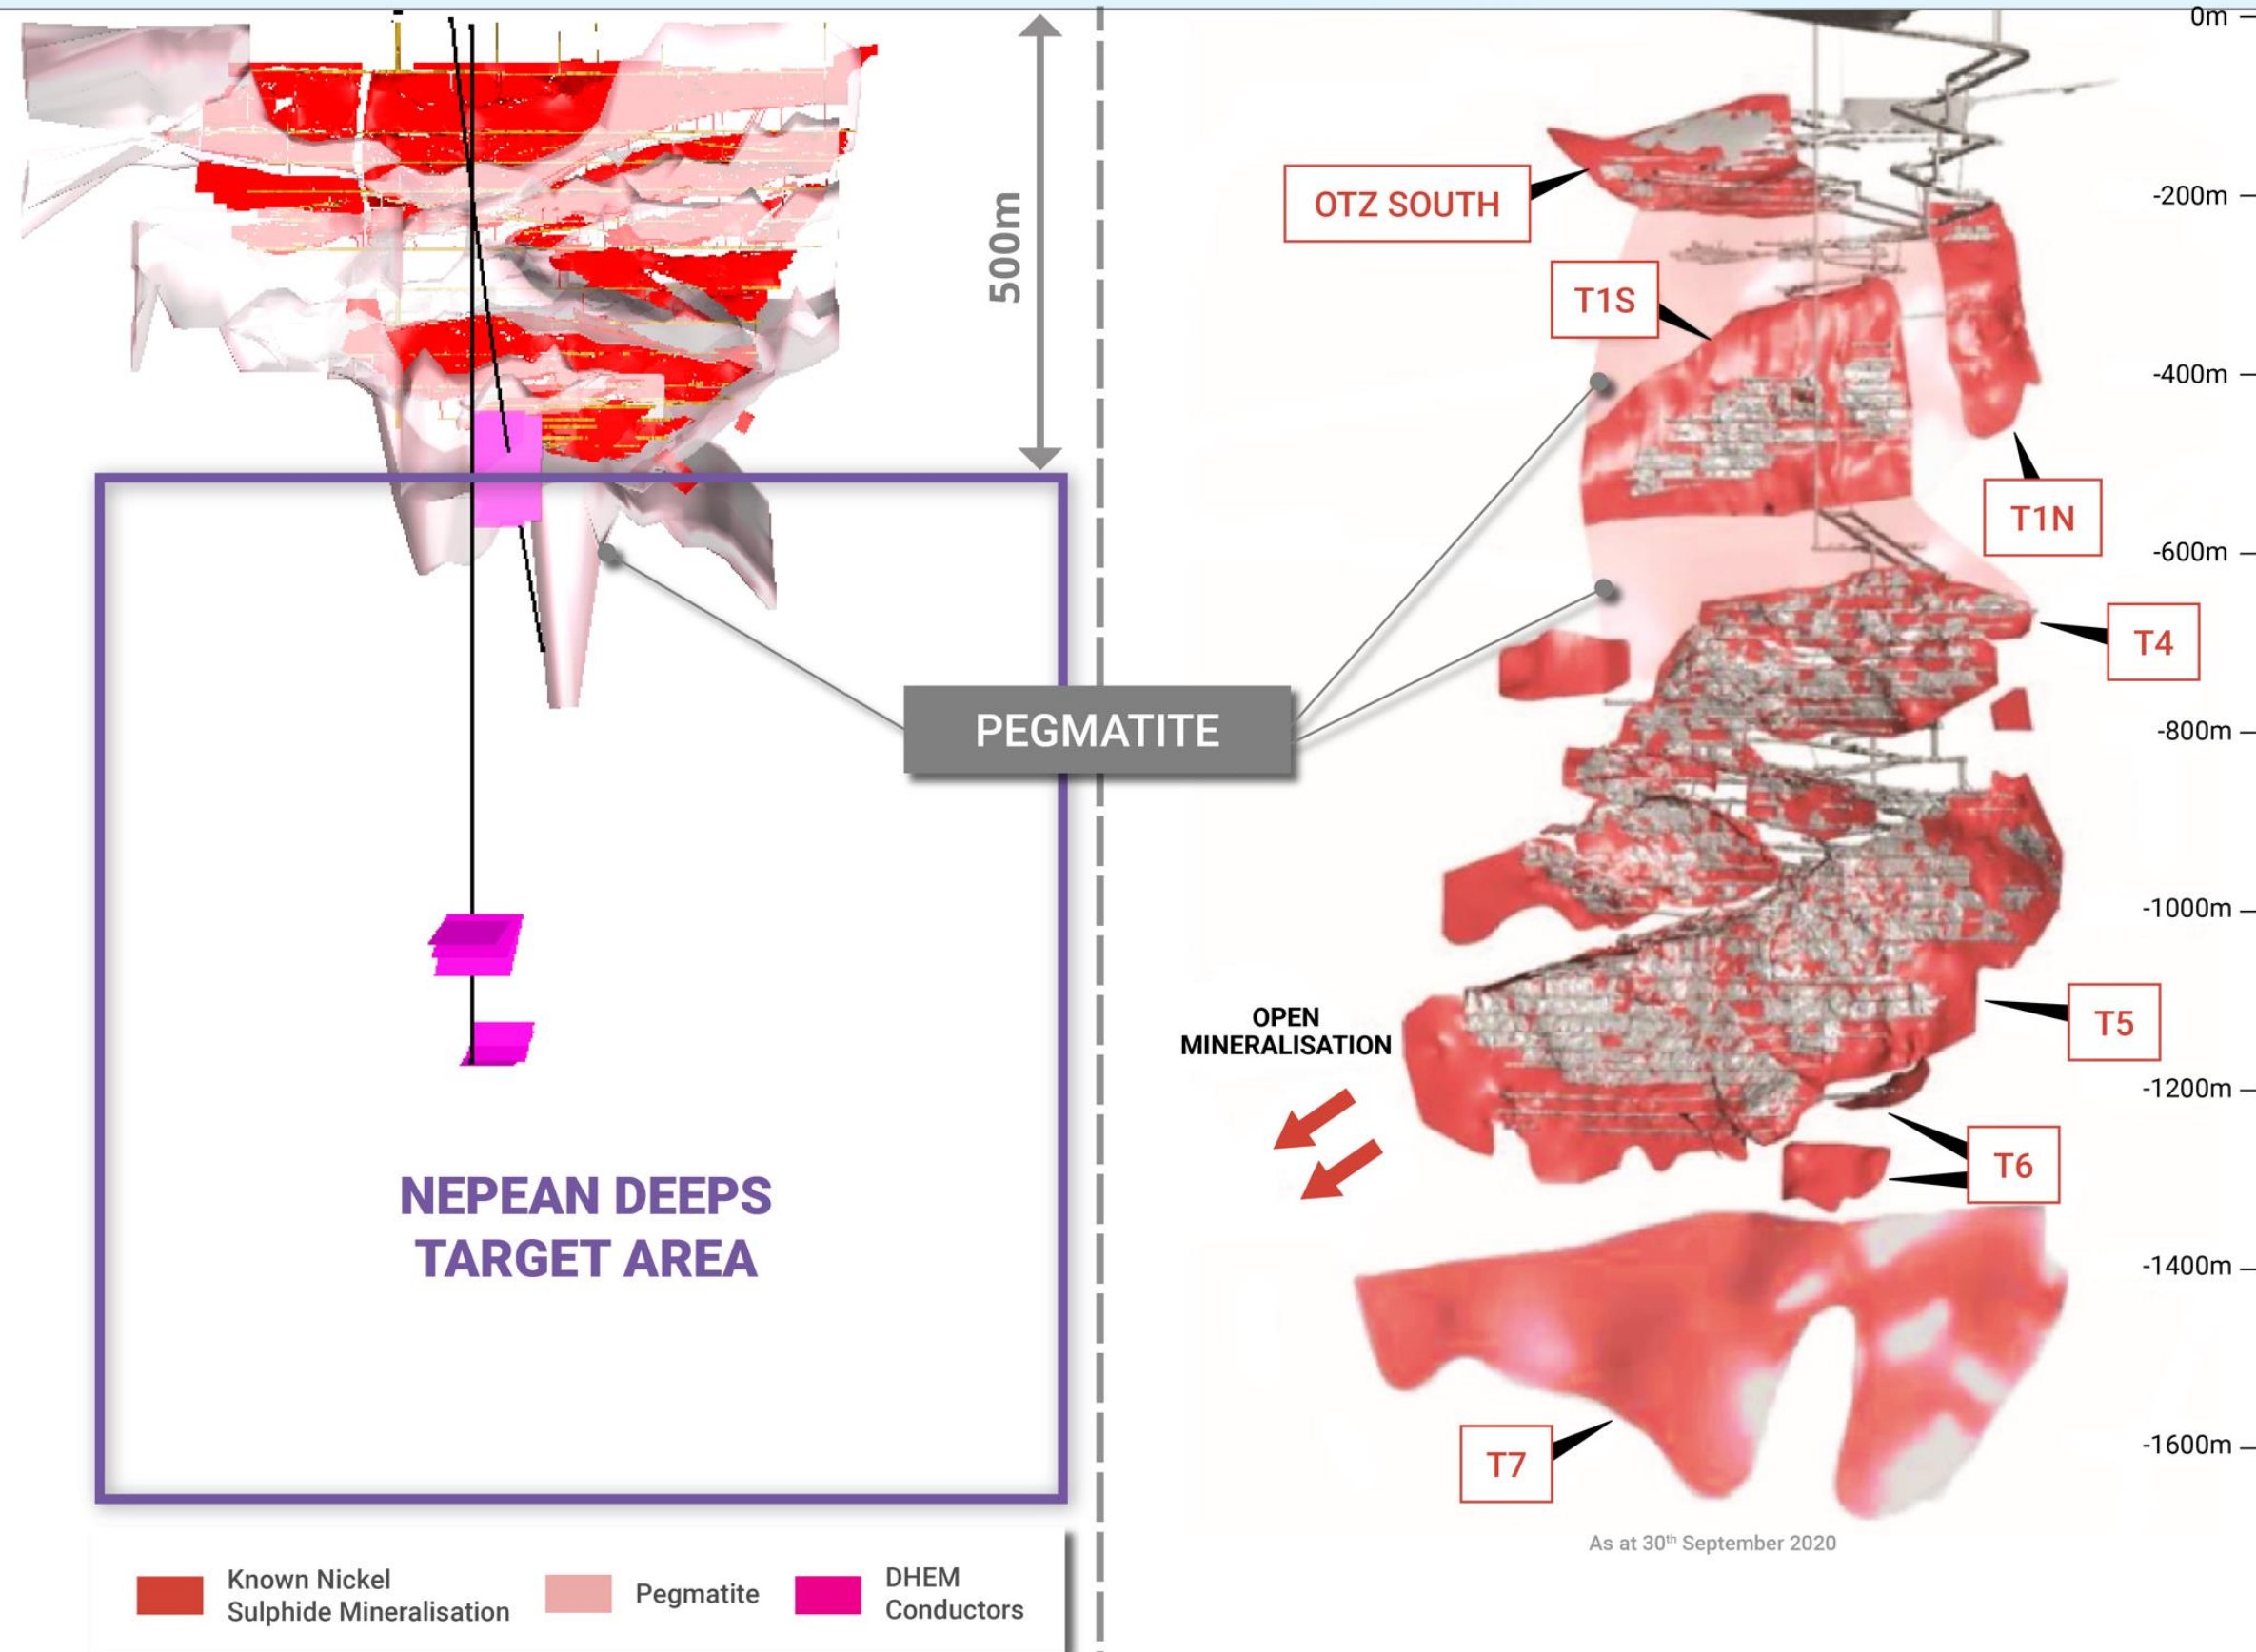 500m
PEGMATITE
NEPEAN DEEPS
TARGET AREA
Known Nickel
Sulphide Mineralisation
Pegmatite
DHEM
Conductors
OTZ SOUTH
T1S
T1N
T4
T5
T6
T7
OPEN
MINERALISATION
0m
-200m
-400m
-600m
-800m
-1000m
-1200m
-1400m
-1600m
As at 30th September 2020